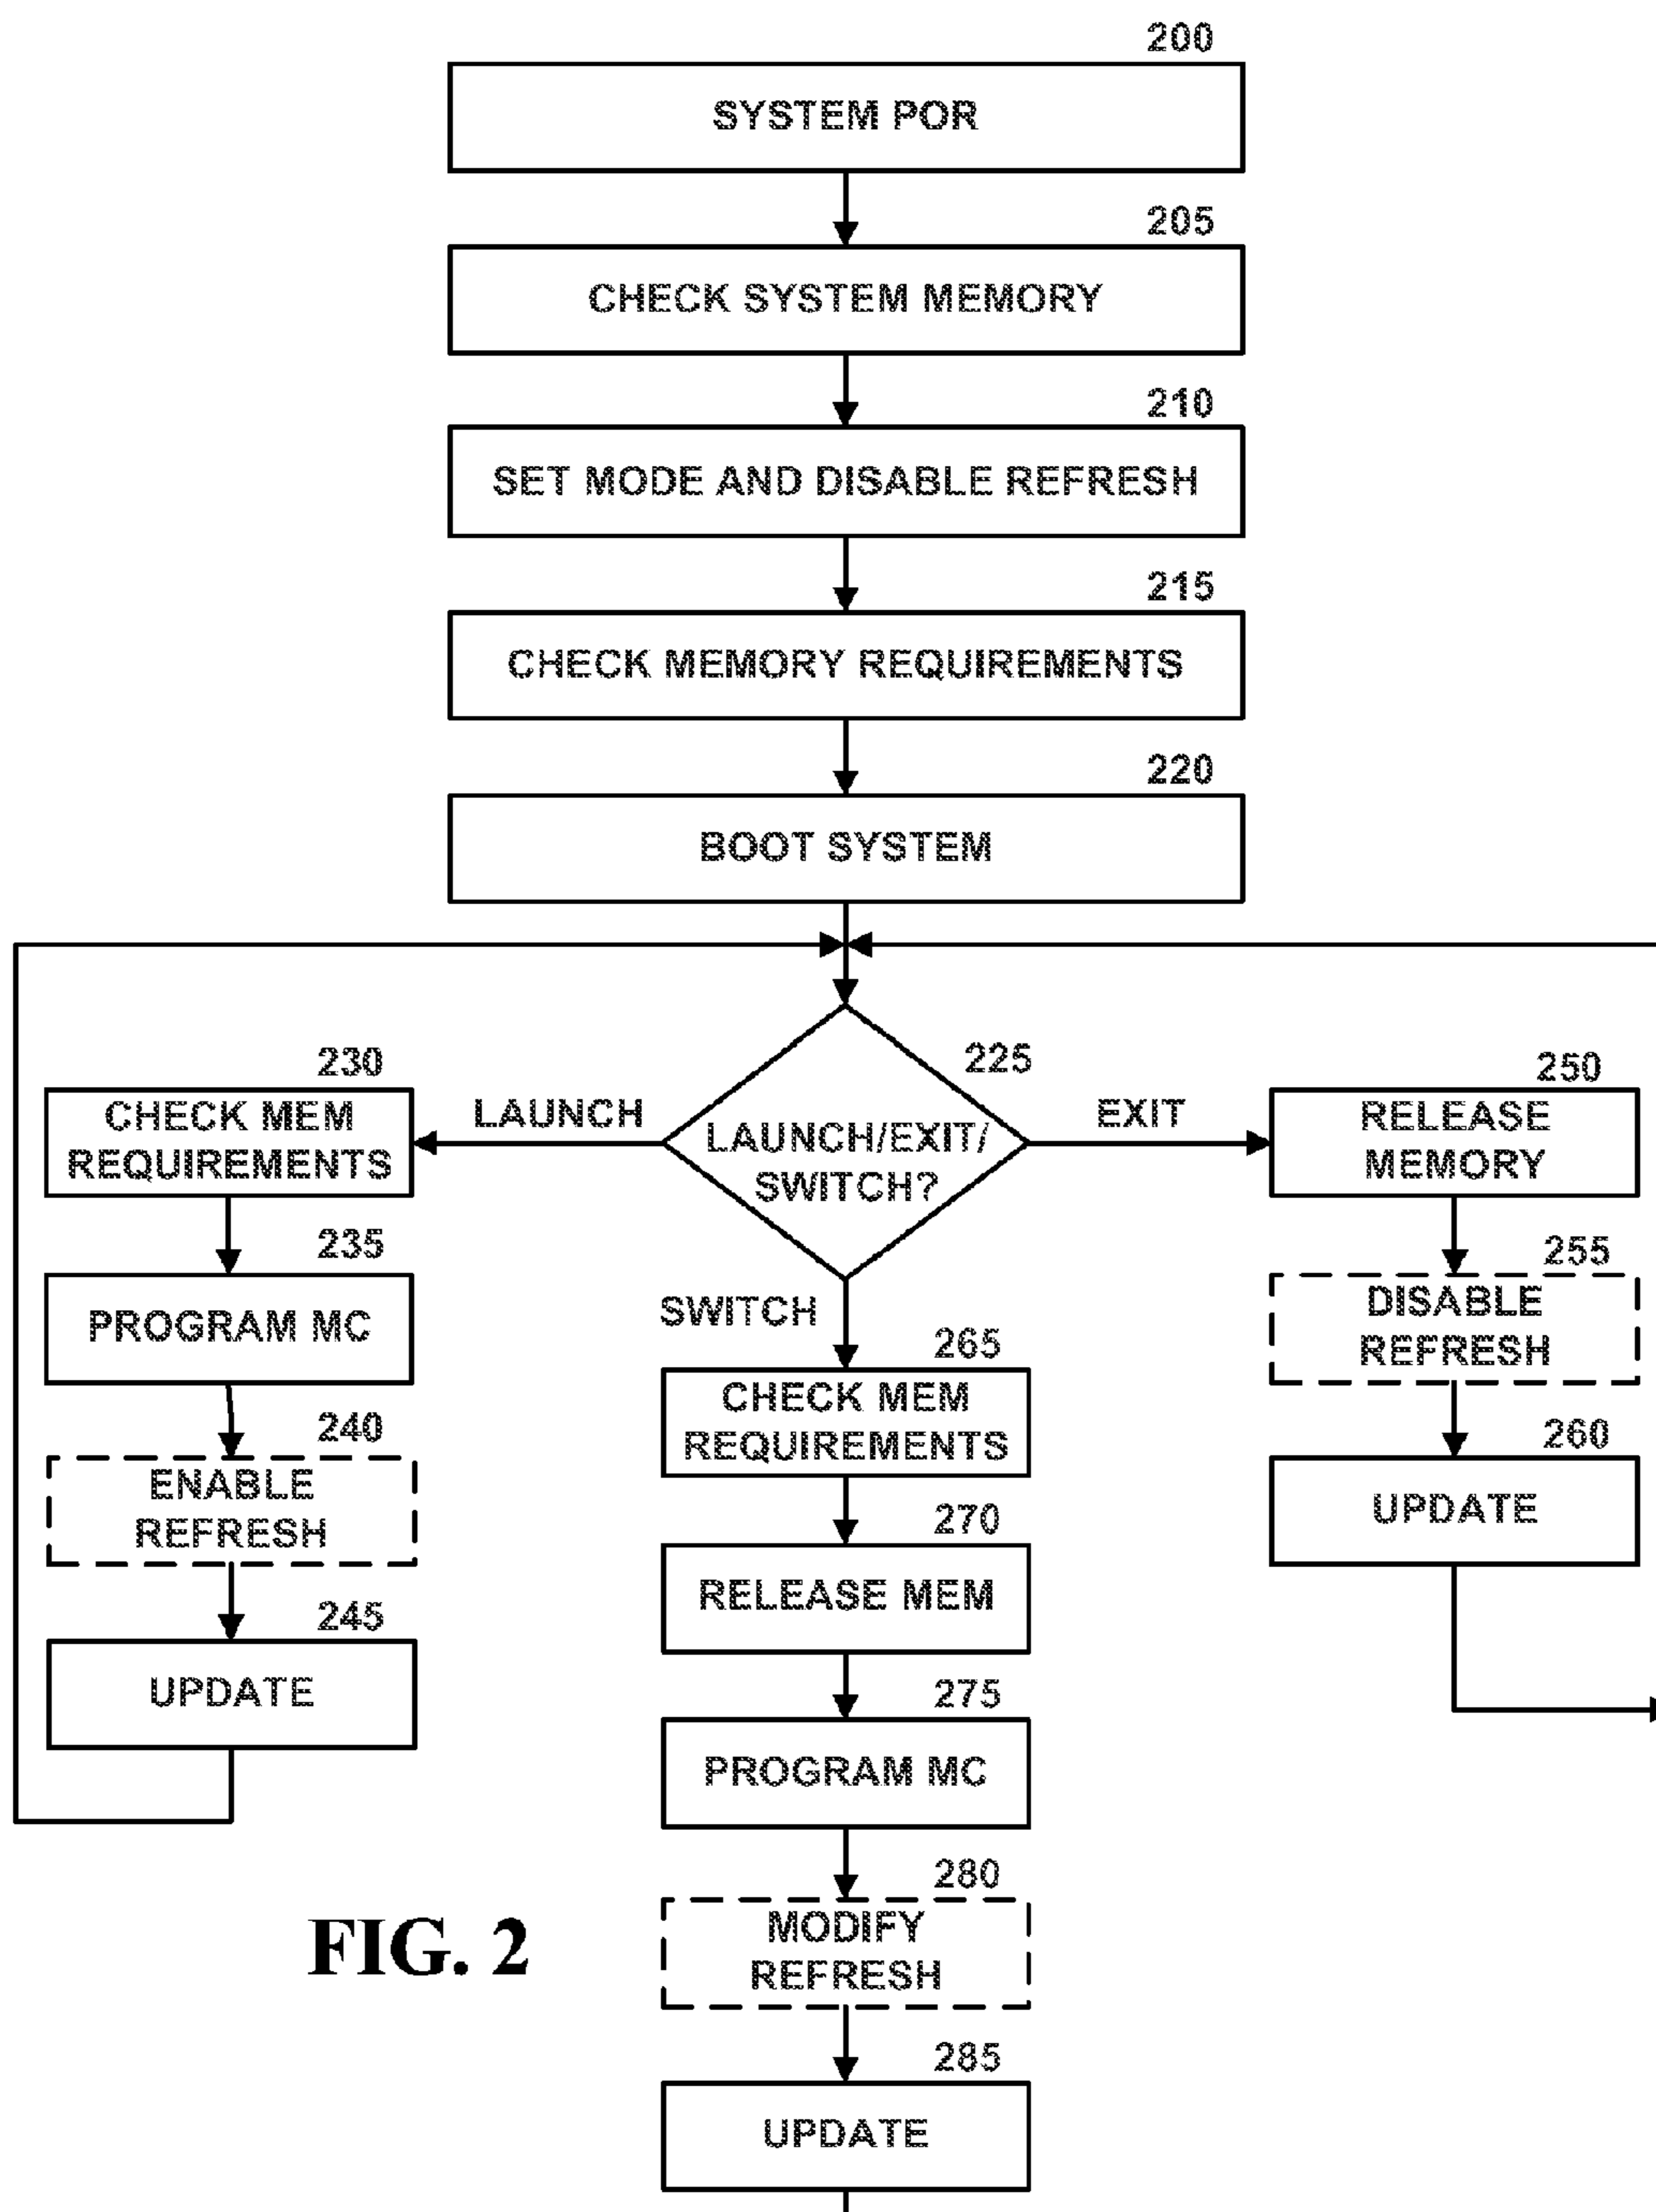 200
SYSTEM POR
205
CHECK SYSTEM MEMORY
210
SET MODE AND DISABLE REFRESH
215
CHECK MEMORY REQUIREMENTS
220
BOOT SYSTEM
225
LAUNCH/EXIT/
SWITCH?
LAUNCH
230
CHECK MEM
REQUIREMENTS
235
PROGRAM MC
240
ENABLE
REFRESH
245
UPDATE
EXIT
250
RELEASE
MEMORY
255
DISABLE
REFRESH
260
UPDATE
SWITCH
265
CHECK MEM
REQUIREMENTS
270
RELEASE MEM
275
PROGRAM MC
280
MODIFY
REFRESH
285
UPDATE
FIG. 2